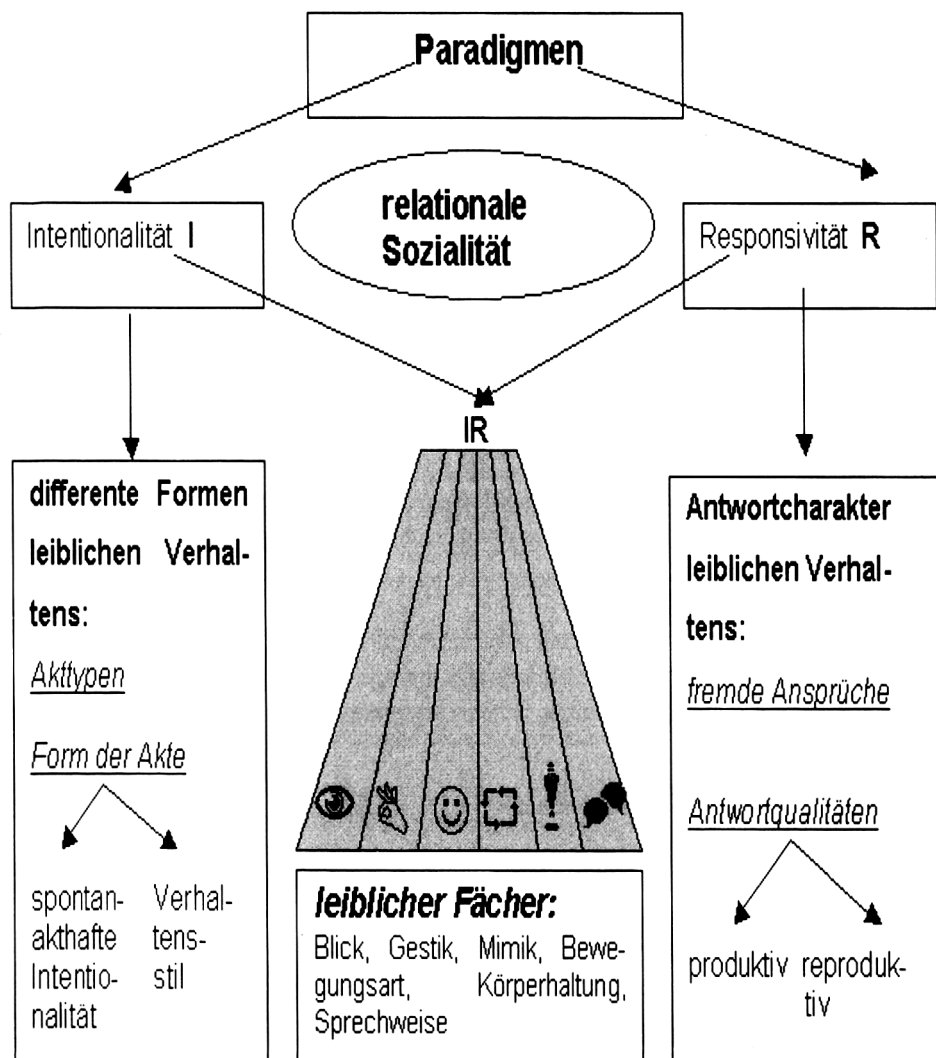 Paradigmen
relationale
Sozialität
Intentionalität I
Responsivität R
IR
differente Formen
leiblichen Verhal-
tens:
Akttypen
Form der Akte
spontan-
akthafte
Intentio-
nalität
Verhal-
tens-
stil
leiblicher Fächer:
Blick, Gestik, Mimik, Bewe-
gungsart, Körperhaltung,
Sprechweise
Antwortcharakter
leiblichen Verhal-
tens:
fremde Ansprüche
Antwortqualitäten
produktiv
reproduk-
tiv